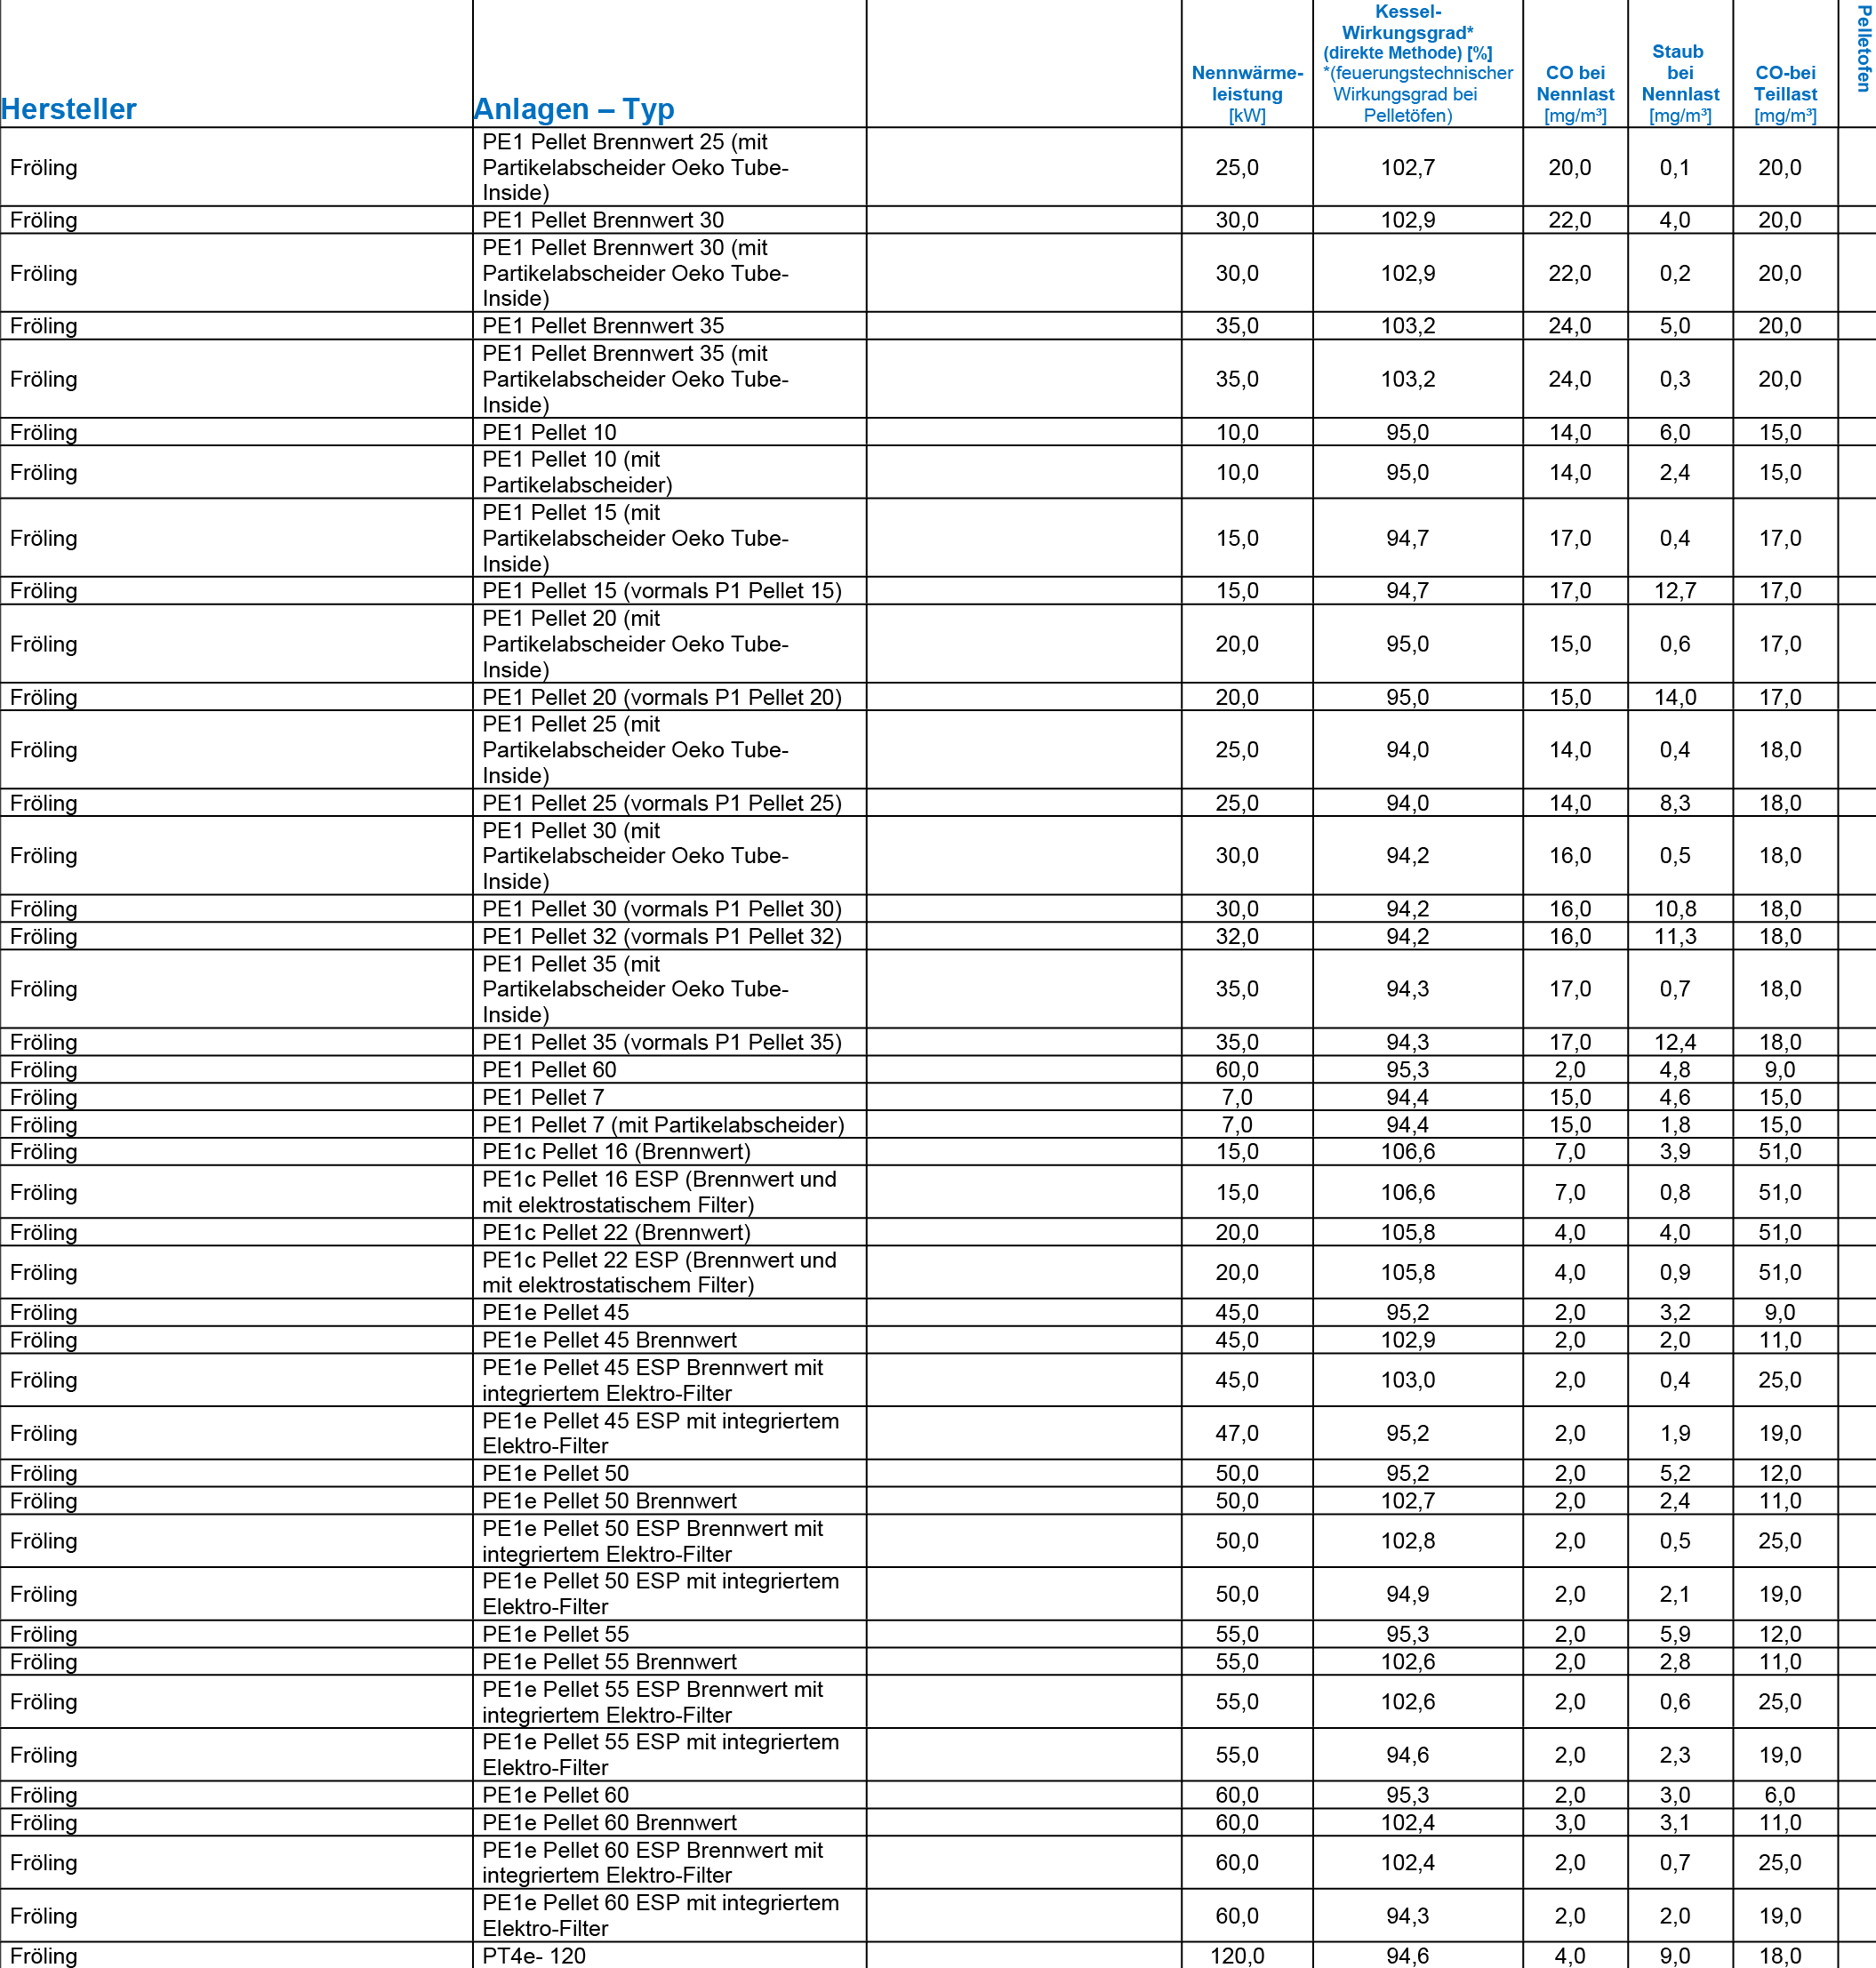 Hersteller Anlagen – Typ Nennwärme-leistung [kW] Kessel-Wirkungsgrad* (direkte Methode) [%] *(feuerungstechnischer Wirkungsgrad bei Pelletöfen) CO bei Nennlast [mg/m³] Staub bei Nennlast [mg/m³] CO-bei Teillast [mg/m³] Pelletofen
Fröling PE1 Pellet Brennwert 25 (mit Partikelabscheider Oeko Tube-Inside) 25,0 102,7 20,0 0,1 20,0
Fröling PE1 Pellet Brennwert 30 30,0 102,9 22,0 4,0 20,0
Fröling PE1 Pellet Brennwert 30 (mit Partikelabscheider Oeko Tube-Inside) 30,0 102,9 22,0 0,2 20,0
Fröling PE1 Pellet Brennwert 35 35,0 103,2 24,0 5,0 20,0
Fröling PE1 Pellet Brennwert 35 (mit Partikelabscheider Oeko Tube-Inside) 35,0 103,2 24,0 0,3 20,0
Fröling PE1 Pellet 10 10,0 95,0 14,0 6,0 15,0
Fröling PE1 Pellet 10 (mit Partikelabscheider) 10,0 95,0 14,0 2,4 15,0
Fröling PE1 Pellet 15 (mit Partikelabscheider Oeko Tube-Inside) 15,0 94,7 17,0 0,4 17,0
Fröling PE1 Pellet 15 (vormals P1 Pellet 15) 15,0 94,7 17,0 12,7 17,0
Fröling PE1 Pellet 20 (mit Partikelabscheider Oeko Tube-Inside) 20,0 95,0 15,0 0,6 17,0
Fröling PE1 Pellet 20 (vormals P1 Pellet 20) 20,0 95,0 15,0 14,0 17,0
Fröling PE1 Pellet 25 (mit Partikelabscheider Oeko Tube-Inside) 25,0 94,0 14,0 0,4 18,0
Fröling PE1 Pellet 25 (vormals P1 Pellet 25) 25,0 94,0 14,0 8,3 18,0
Fröling PE1 Pellet 30 (mit Partikelabscheider Oeko Tube-Inside) 30,0 94,2 16,0 0,5 18,0
Fröling PE1 Pellet 30 (vormals P1 Pellet 30) 30,0 94,2 16,0 10,8 18,0
Fröling PE1 Pellet 32 (vormals P1 Pellet 32) 32,0 94,2 16,0 11,3 18,0
Fröling PE1 Pellet 35 (mit Partikelabscheider Oeko Tube-Inside) 35,0 94,3 17,0 0,7 18,0
Fröling PE1 Pellet 35 (vormals P1 Pellet 35) 35,0 94,3 17,0 12,4 18,0
Fröling PE1 Pellet 60 60,0 95,3 2,0 4,8 9,0
Fröling PE1 Pellet 7 7,0 94,4 15,0 4,6 15,0
Fröling PE1 Pellet 7 (mit Partikelabscheider) 7,0 94,4 15,0 1,8 15,0
Fröling PE1c Pellet 16 (Brennwert) 15,0 106,6 7,0 3,9 51,0
Fröling PE1c Pellet 16 ESP (Brennwert und mit elektrostatischem Filter) 15,0 106,6 7,0 0,8 51,0
Fröling PE1c Pellet 22 (Brennwert) 20,0 105,8 4,0 4,0 51,0
Fröling PE1c Pellet 22 ESP (Brennwert und mit elektrostatischem Filter) 20,0 105,8 4,0 0,9 51,0
Fröling PE1e Pellet 45 45,0 95,2 2,0 3,2 9,0
Fröling PE1e Pellet 45 Brennwert 45,0 102,9 2,0 2,0 11,0
Fröling PE1e Pellet 45 ESP Brennwert mit integriertem Elektro-Filter 45,0 103,0 2,0 0,4 25,0
Fröling PE1e Pellet 45 ESP mit integriertem Elektro-Filter 47,0 95,2 2,0 1,9 19,0
Fröling PE1e Pellet 50 50,0 95,2 2,0 5,2 12,0
Fröling PE1e Pellet 50 Brennwert 50,0 102,7 2,0 2,4 11,0
Fröling PE1e Pellet 50 ESP Brennwert mit integriertem Elektro-Filter 50,0 102,8 2,0 0,5 25,0
Fröling PE1e Pellet 50 ESP mit integriertem Elektro-Filter 50,0 94,9 2,0 2,1 19,0
Fröling PE1e Pellet 55 55,0 95,3 2,0 5,9 12,0
Fröling PE1e Pellet 55 Brennwert 55,0 102,6 2,0 2,8 11,0
Fröling PE1e Pellet 55 ESP Brennwert mit integriertem Elektro-Filter 55,0 102,6 2,0 0,6 25,0
Fröling PE1e Pellet 55 ESP mit integriertem Elektro-Filter 55,0 94,6 2,0 2,3 19,0
Fröling PE1e Pellet 60 60,0 95,3 2,0 3,0 6,0
Fröling PE1e Pellet 60 Brennwert 60,0 102,4 3,0 3,1 11,0
Fröling PE1e Pellet 60 ESP Brennwert mit integriertem Elektro-Filter 60,0 102,4 2,0 0,7 25,0
Fröling PE1e Pellet 60 ESP mit integriertem Elektro-Filter 60,0 94,3 2,0 2,0 19,0
Fröling PT4e- 120 120,0 94,6 4,0 9,0 18,0